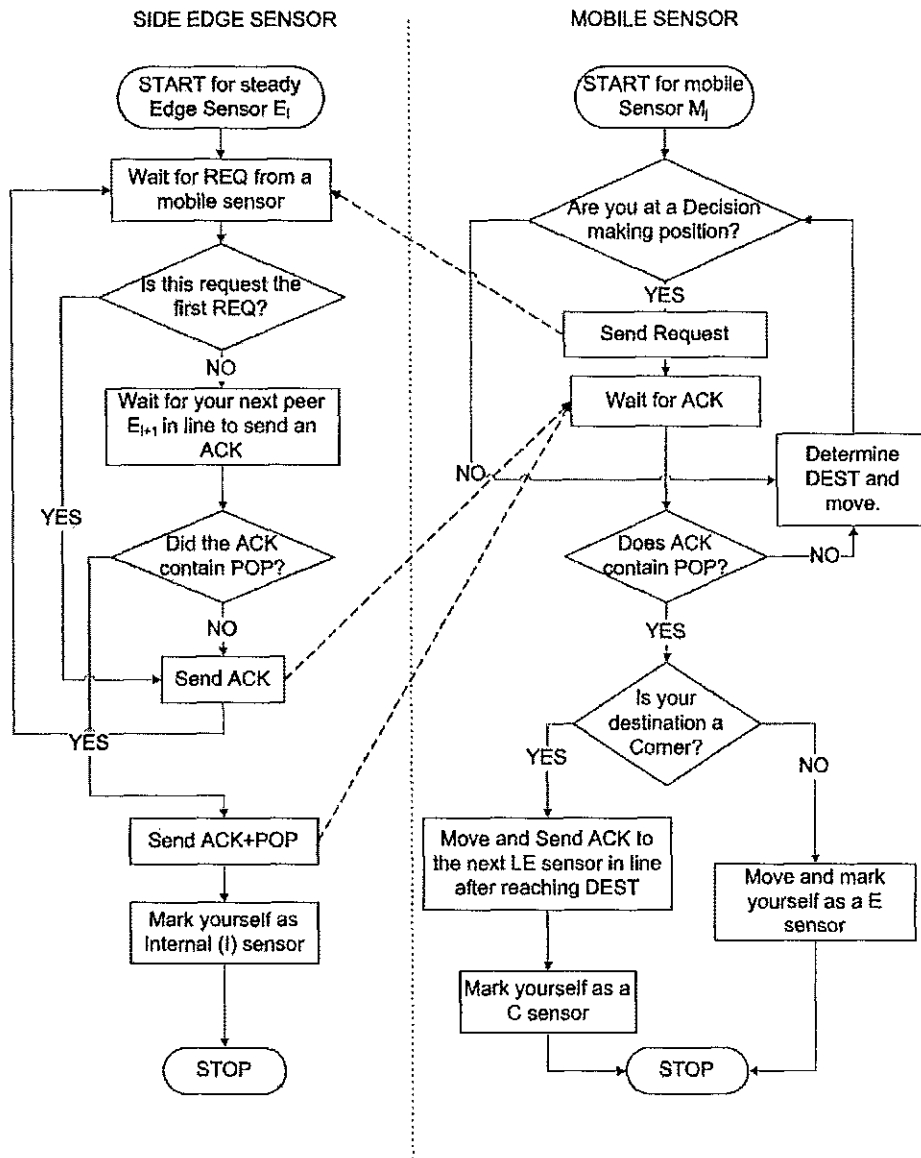 SIDE EDGE SENSOR
MOBILE SENSOR
START for steady
Edge Sensor Ei
Wait for REQ from a
mobile sensor
Is this request the
first REQ?
NO
Wait for your next peer
Ei+1 in line to send an
ACK
YES
Did the ACK
contain POP?
NO
Send ACK
YES
Send ACK+POP
Mark yourself as
Internal (I) sensor
STOP
START for mobile
Sensor Mj
Are you at a Decision
making position?
YES
Send Request
Wait for ACK
NO
Determine
DEST and
move.
Does ACK
contain POP?
NO
YES
Is your
destination a
Corner?
YES
NO
Move and Send ACK to
the next LE sensor in line
after reaching DEST
Move and mark
yourself as a E
sensor
Mark yourself as a
C sensor
STOP